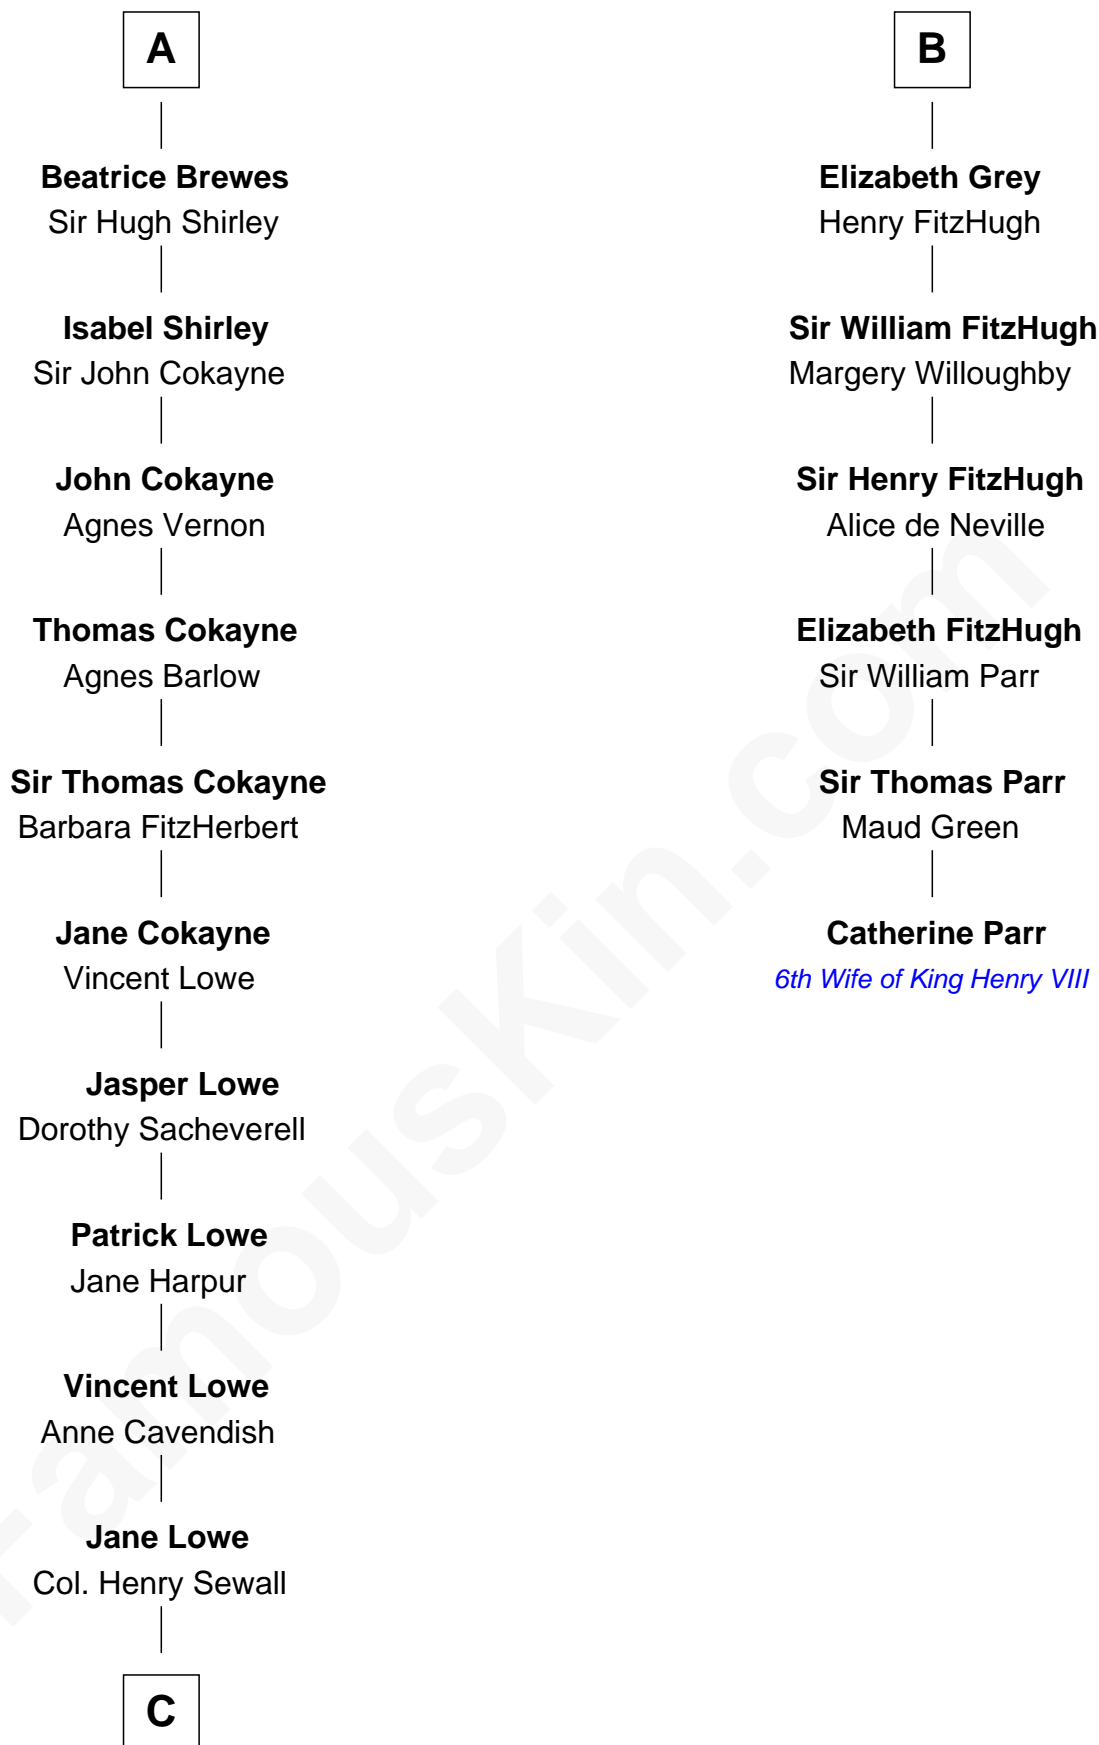 A
Beatrice Brewes
Sir Hugh Shirley
Isabel Shirley
Sir John Cokayne
John Cokayne
Agnes Vernon
Thomas Cokayne
Agnes Barlow
Sir Thomas Cokayne
Barbara FitzHerbert
Jane Cokayne
Vincent Lowe
Jasper Lowe
Dorothy Sacheverell
Patrick Lowe
Jane Harpur
Vincent Lowe
Anne Cavendish
Jane Lowe
Col. Henry Sewall
C
B
Elizabeth Grey
Henry FitzHugh
Sir William FitzHugh
Margery Willoughby
Sir Henry FitzHugh
Alice de Neville
Elizabeth FitzHugh
Sir William Parr
Sir Thomas Parr
Maud Green
Catherine Parr
6th Wife of King Henry VIII
FamousKin.com